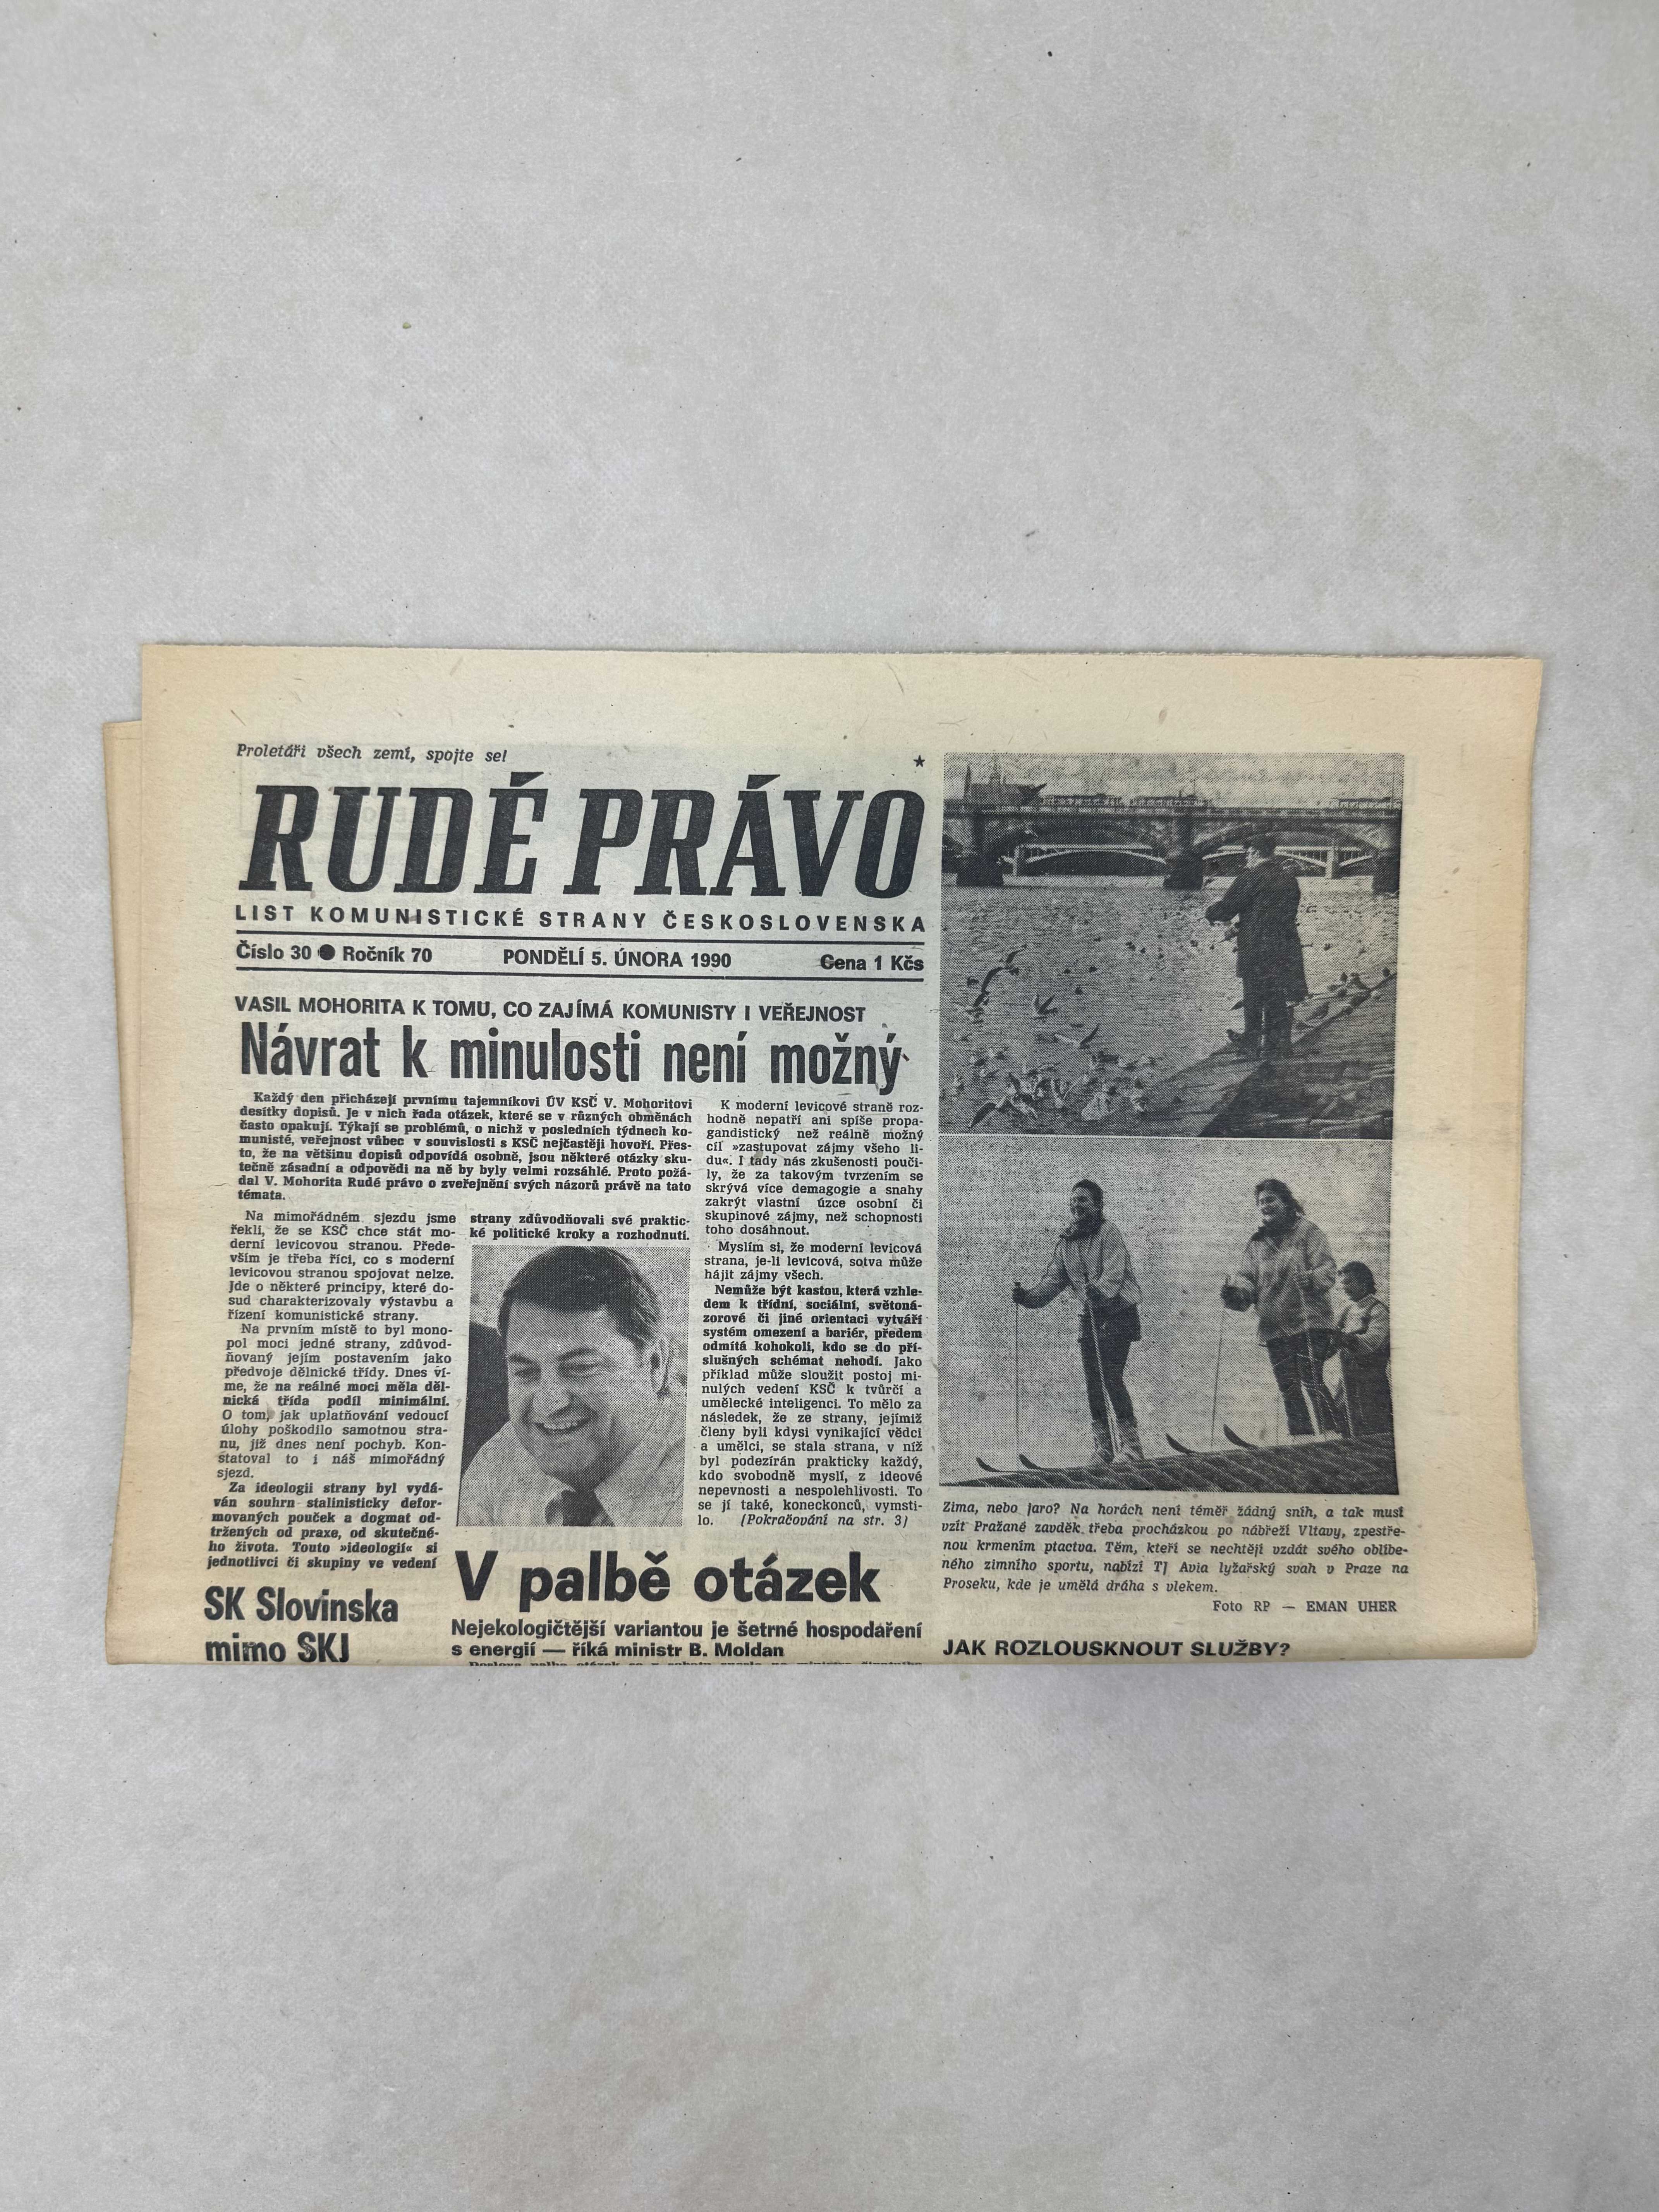 Proletáři všech zemí, spojte se!
★
RUDÉ PRÁVO
LIST KOMUNISTICKÉ STRANY ČESKOSLOVENSKA
Číslo 30 ● Ročník 70 PONDĚLÍ 5. ÚNORA 1990 Cena 1 Kčs
VASIL MOHORITA K TOMU, CO ZAJÍMÁ KOMUNISTY I VEŘEJNOST
Návrat k minulosti není možný
Každý den přicházejí prvnímu tajemníkovi ÚV KSČ V. Mohoritovi
desítky dopisů. Je v nich řada otázek, které se v různých obměnách
často opakují. Týkají se problémů, o nichž v posledních týdnech ko-
munisté, veřejnost vůbec v souvislosti s KSČ nejčastěji hovoří. Přes-
to, že na většinu dopisů odpovídá osobně, jsou některé otázky sku-
tečně zásadní a odpovědi na ně by byly velmi rozsáhlé. Proto požá-
dal V. Mohorita Rudé právo o zveřejnění svých názorů právě na tato
témata.
Na mimořádném sjezdu jsme
řekli, že se KSČ chce stát mo-
derní levicovou stranou. Přede-
vším je třeba říci, co s moderní
levicovou stranou spojovat nelze.
Jde o některé principy, které do-
sud charakterizovaly výstavbu a
řízení komunistické strany.
Na prvním místě to byl mono-
pol moci jedné strany, zdůvod-
ňovaný jejím postavením jako
předvoje dělnické třídy. Dnes ví-
me, že na reálné moci měla děl-
nická třída podíl minimální.
O tom, jak uplatňování vedoucí
úlohy poškodilo samotnou stra-
nu, již dnes není pochyb. Kon-
statoval to i náš mimořádný
sjezd.
Za ideologii strany byl vydá-
ván souhrn stalinisticky defor-
movaných pouček a dogmat od-
tržených od praxe, od skutečné-
ho života. Touto »ideologií« si
jednotlivci či skupiny ve vedení
strany zdůvodňovali své praktic-
ké politické kroky a rozhodnutí.
K moderní levicové straně roz-
hodně nepatří ani spíše propa-
gandistický než reálně možný
cíl »zastupovat zájmy všeho li-
du«. I tady nás zkušenosti pouči-
ly, že za takovým tvrzením se
skrývá více demagogie a snahy
zakrýt vlastní úzce osobní či
skupinové zájmy, než schopnosti
toho dosáhnout.
Myslím si, že moderní levicová
strana, je-li levicová, sotva může
hájit zájmy všech.
Nemůže být kastou, která vzhle-
dem k třídní, sociální, světoná-
zorové či jiné orientaci vytváří
systém omezení a bariér, předem
odmítá kohokoli, kdo se do pří-
slušných schémat nehodí. Jako
příklad může sloužit postoj mi-
nulých vedení KSČ k tvůrčí a
umělecké inteligenci. To mělo za
následek, že ze strany, jejímiž
členy byli kdysi vynikající vědci
a umělci, se stala strana, v níž
byl podezírán prakticky každý,
kdo svobodně myslí, z ideové
nepevnosti a nespolehlivosti. To
se jí také, koneckonců, vymsti-
lo. (Pokračování na str. 3)
Zima, nebo jaro? Na horách není téměř žádný sníh, a tak musí
vzít Pražané zavděk třeba procházkou po nábřeží Vltavy, zpestře-
nou krmením ptactva. Těm, kteří se nechtějí vzdát svého oblíbe-
ného zimního sportu, nabízí TJ Avia lyžařský svah v Praze na
Proseku, kde je umělá dráha s vlekem.
Foto RP — EMAN UHER
SK Slovinska
mimo SKJ
V palbě otázek
Nejekologičtější variantou je šetrné hospodaření
s energií — říká ministr B. Moldan
JAK ROZLOUSKNOUT SLUŽBY?